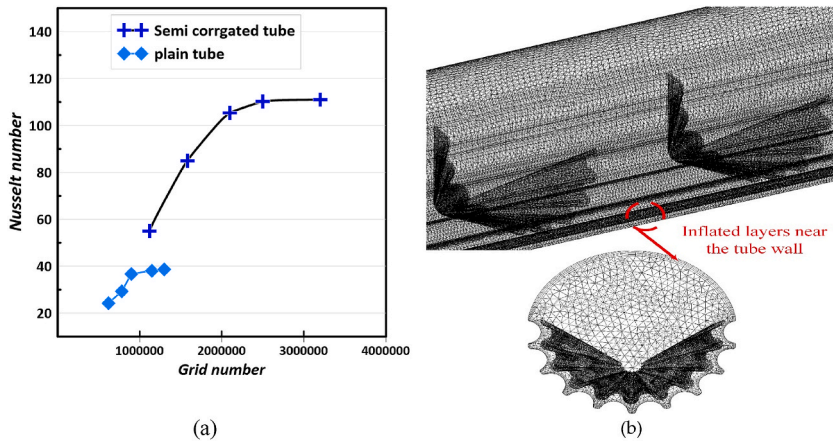 140
120
100
80
60
40
20
Nusselt number
Semi corrgated tube
plain tube
1000000 2000000 3000000 4000000
Grid number
(a)
Inflated layers near
the tube wall
(b)